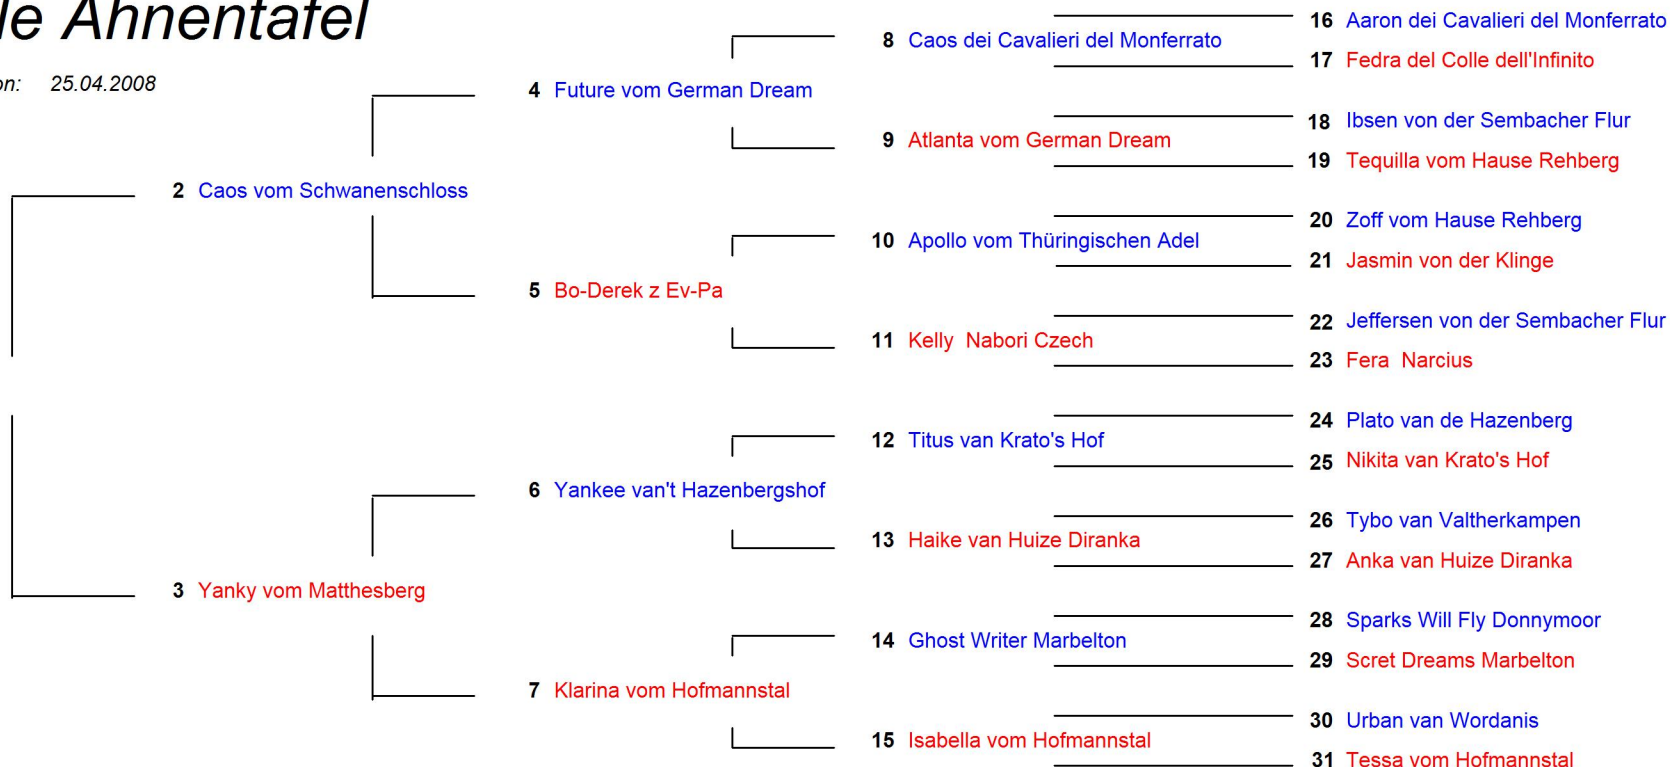 le Ahnentafel
on: 25.04.2008
2 Caos vom Schwanenschloss
3 Yanky vom Matthesberg
4 Future vom German Dream
5 Bo-Derek z Ev-Pa
6 Yankee van't Hazenbergshof
7 Klarina vom Hofmannstal
8 Caos dei Cavalieri del Monferrato
9 Atlanta vom German Dream
10 Apollo vom Thüringischen Adel
11 Kelly Nabori Czech
12 Titus van Krato's Hof
13 Haike van Huize Diranka
14 Ghost Writer Marbelton
15 Isabella vom Hofmannstal
16 Aaron dei Cavalieri del Monferrato
17 Fedra del Colle dell'Infinito
18 Ibsen von der Sembacher Flur
19 Tequilla vom Hause Rehberg
20 Zoff vom Hause Rehberg
21 Jasmin von der Klinge
22 Jeffersen von der Sembacher Flur
23 Fera Narcius
24 Plato van de Hazenberg
25 Nikita van Krato's Hof
26 Tybo van Valtherkampen
27 Anka van Huize Diranka
28 Sparks Will Fly Donnymoor
29 Scret Dreams Marbelton
30 Urban van Wordanis
31 Tessa vom Hofmannstal